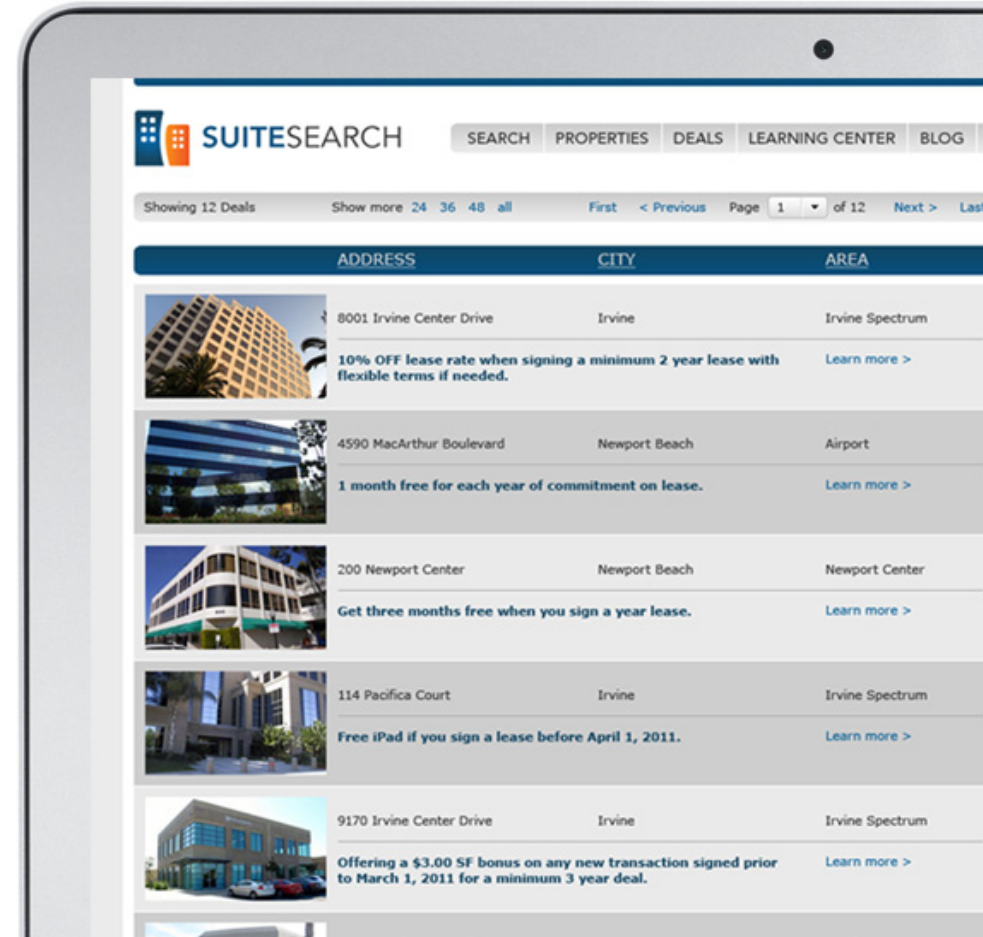 SUITESEARCH
SEARCH PROPERTIES DEALS LEARNING CENTER BLOG
Showing 12 Deals Show more 24 36 48 all First < Previous Page 1 of 12 Next > Last
ADDRESS CITY AREA
8001 Irvine Center Drive Irvine Irvine Spectrum
10% OFF lease rate when signing a minimum 2 year lease with Learn more >
flexible terms if needed.
4590 MacArthur Boulevard Newport Beach Airport
1 month free for each year of commitment on lease. Learn more >
200 Newport Center Newport Beach Newport Center
Get three months free when you sign a year lease. Learn more >
114 Pacifica Court Irvine Irvine Spectrum
Free iPad if you sign a lease before April 1, 2011. Learn more >
9170 Irvine Center Drive Irvine Irvine Spectrum
Offering a $3.00 SF bonus on any new transaction signed prior Learn more >
to March 1, 2011 for a minimum 3 year deal.